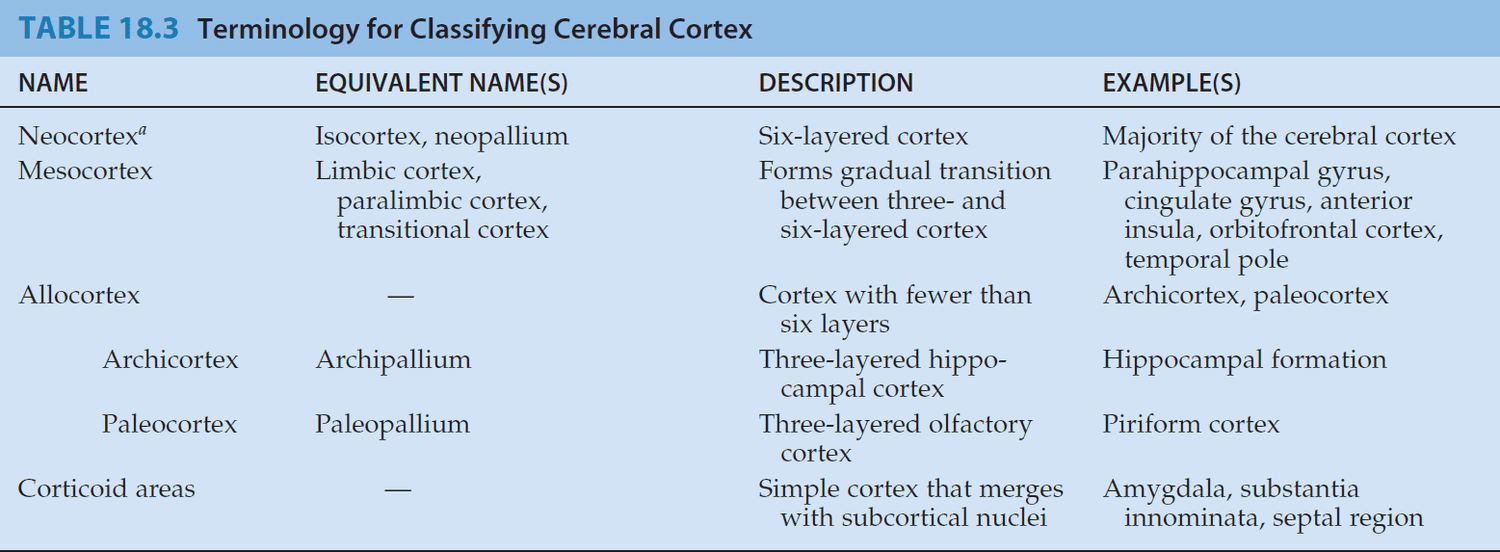 TABLE 18.3 Terminology for Classifying Cerebral Cortex
NAME EQUIVALENT NAME(S) DESCRIPTION EXAMPLE(S)
Neocortexa Isocortex, neopallium Six-layered cortex Majority of the cerebral cortex
Mesocortex Limbic cortex, Forms gradual transition Parahippocampal gyrus,
paralimbic cortex, between three- and cingulate gyrus, anterior
transitional cortex six-layered cortex insula, orbitofrontal cortex,
temporal pole
Allocortex — Cortex with fewer than Archicortex, paleocortex
six layers
Archicortex Archipallium Three-layered hippo- Hippocampal formation
campal cortex
Paleocortex Paleopallium Three-layered olfactory Piriform cortex
cortex
Corticoid areas — Simple cortex that merges Amygdala, substantia
with subcortical nuclei innominata, septal region